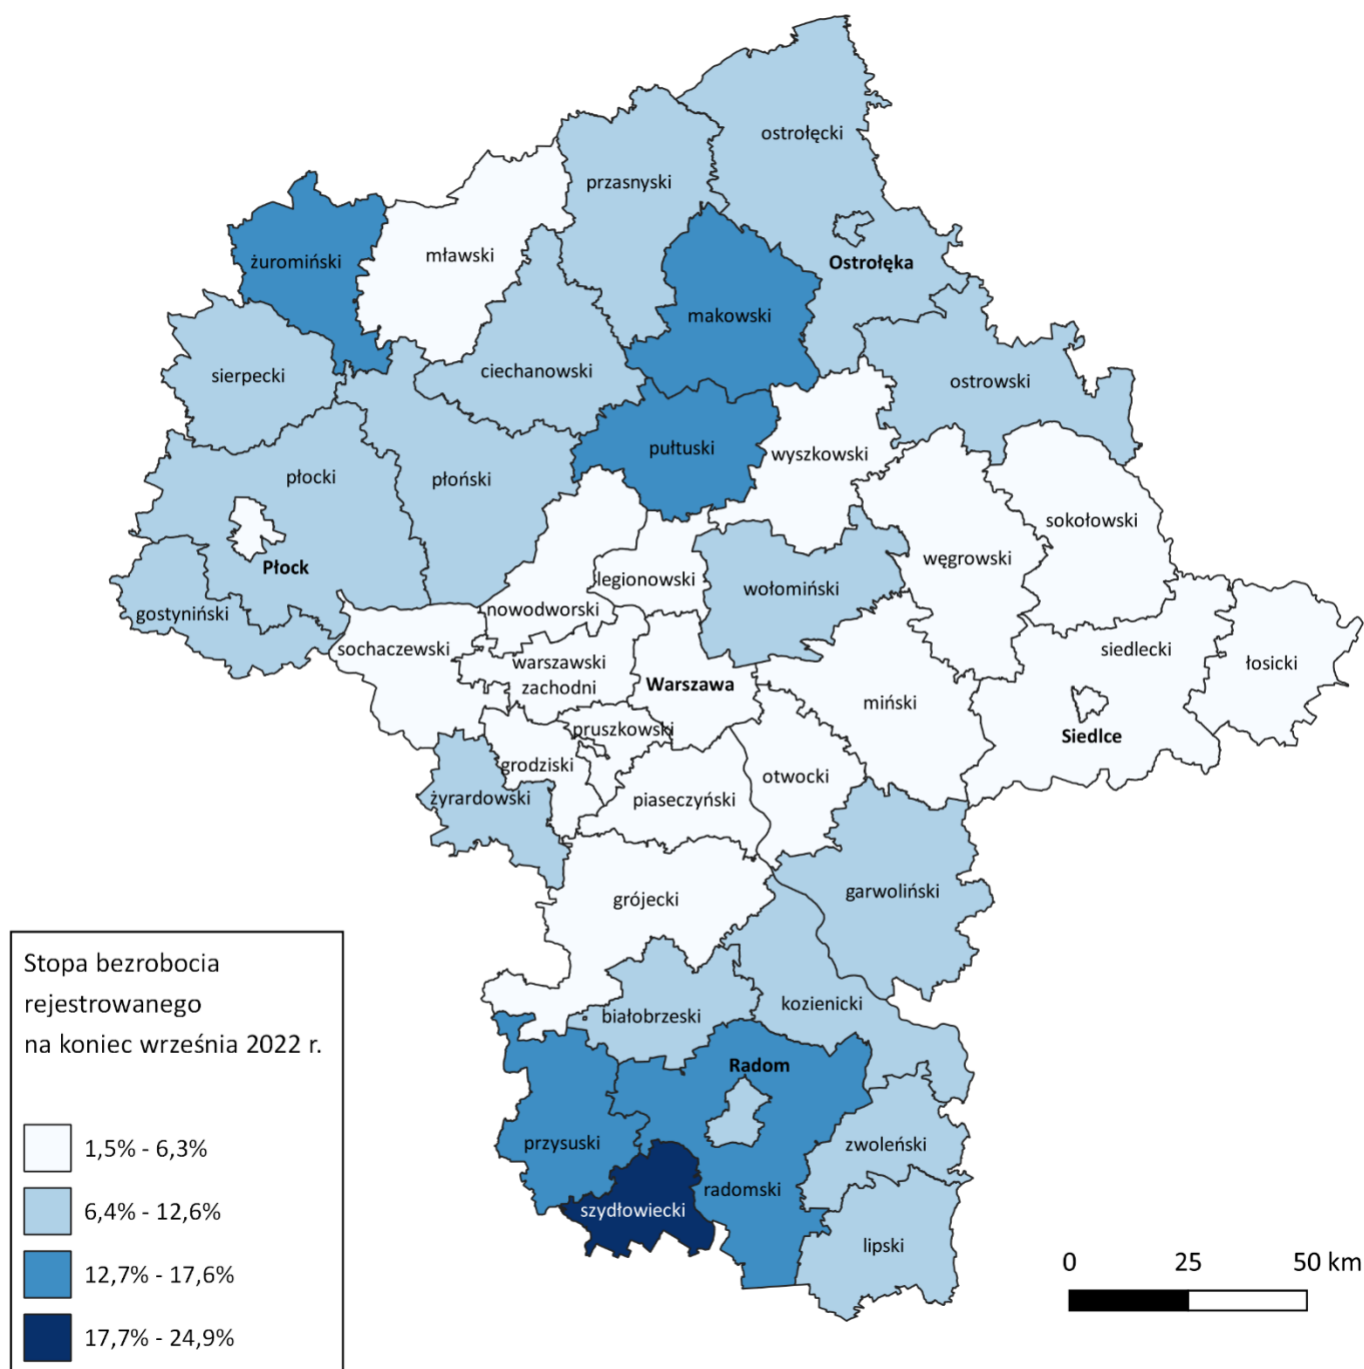 ostrołęcki
przasnyski
mławski
żuromiński
Ostrołęka
makowski
ciechanowski
sierpecki
ostrowski
pułtuski
wyszkowski
płocki
płoński
sokołowski
węgrowski
Płock
legionowski
wołomiński
gostyniński
nowodworski
sochaczewski
warszawski
zachodni
siedlecki
łosicki
Warszawa
miński
pruszkowski
Siedlce
grodziski
otwocki
żyrardowski
piaseczyński
garwoliński
grójecki
kozienicki
białobrzeski
Radom
przysuski
zwoleński
radomski
szydłowiecki
lipski
Stopa bezrobocia
rejestrowanego
na koniec września 2022 r.
1,5% - 6,3%
6,4% - 12,6%
12,7% - 17,6%
17,7% - 24,9%
0 25 50 km